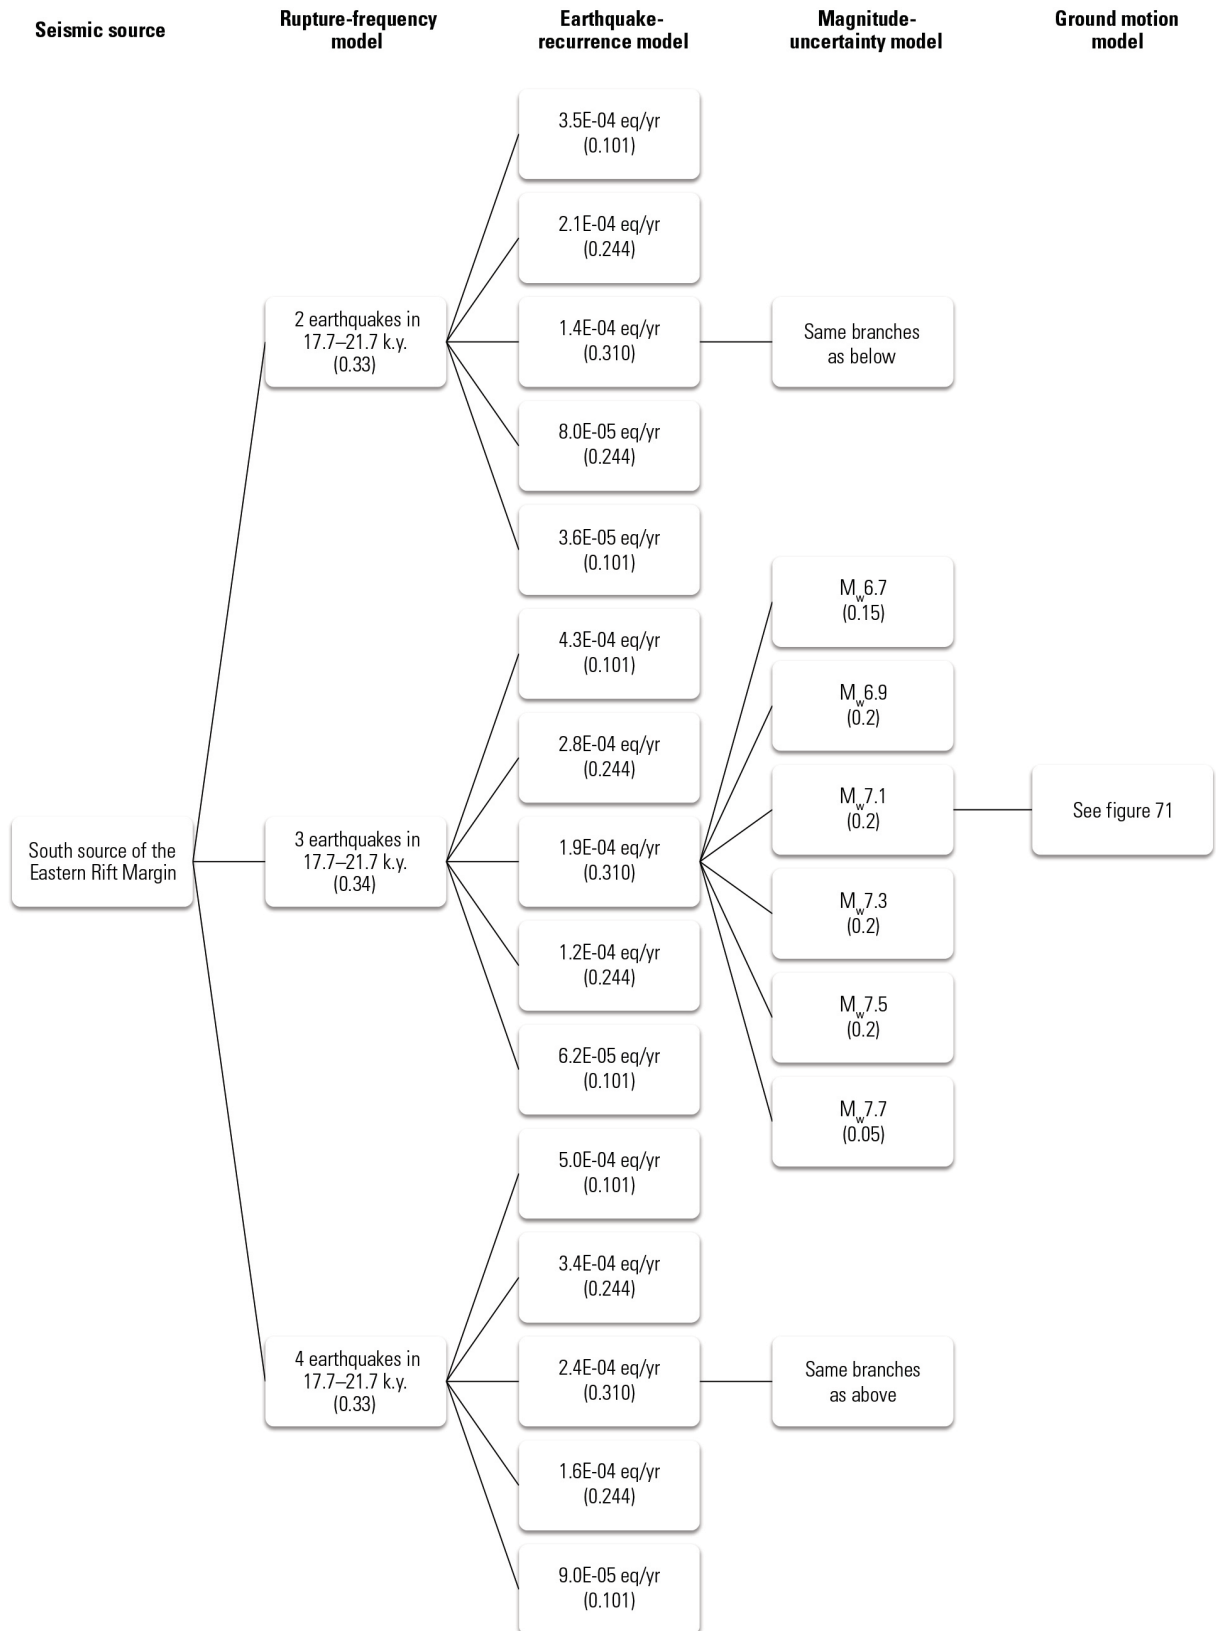 Seismic source
Rupture-frequency
model
Earthquake-
recurrence model
Magnitude-
uncertainty model
Ground motion
model
South source of the
Eastern Rift Margin
2 earthquakes in
17.7–21.7 k.y.
(0.33)
3 earthquakes in
17.7–21.7 k.y.
(0.34)
4 earthquakes in
17.7–21.7 k.y.
(0.33)
3.5E-04 eq/yr
(0.101)
2.1E-04 eq/yr
(0.244)
1.4E-04 eq/yr
(0.310)
8.0E-05 eq/yr
(0.244)
3.6E-05 eq/yr
(0.101)
4.3E-04 eq/yr
(0.101)
2.8E-04 eq/yr
(0.244)
1.9E-04 eq/yr
(0.310)
1.2E-04 eq/yr
(0.244)
6.2E-05 eq/yr
(0.101)
5.0E-04 eq/yr
(0.101)
3.4E-04 eq/yr
(0.244)
2.4E-04 eq/yr
(0.310)
1.6E-04 eq/yr
(0.244)
9.0E-05 eq/yr
(0.101)
Same branches
as below
Mw6.7
(0.15)
Mw6.9
(0.2)
Mw7.1
(0.2)
Mw7.3
(0.2)
Mw7.5
(0.2)
Mw7.7
(0.05)
Same branches
as above
See figure 71